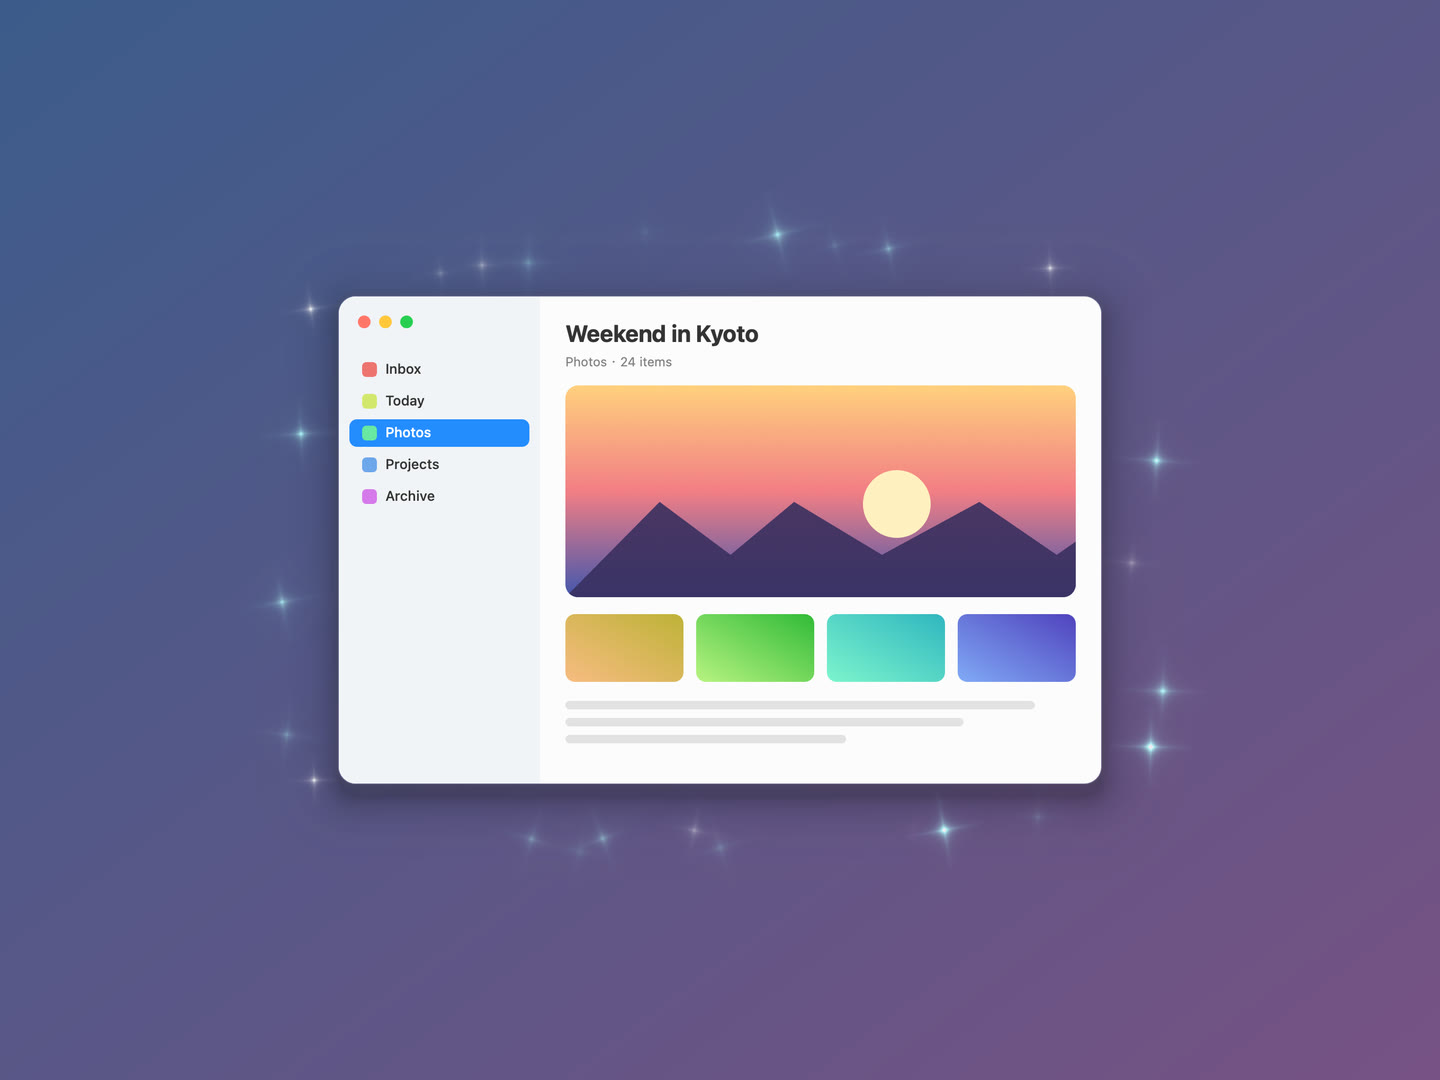 Inbox
Today
Photos
Projects
Archive
Weekend in Kyoto
Photos · 24 items